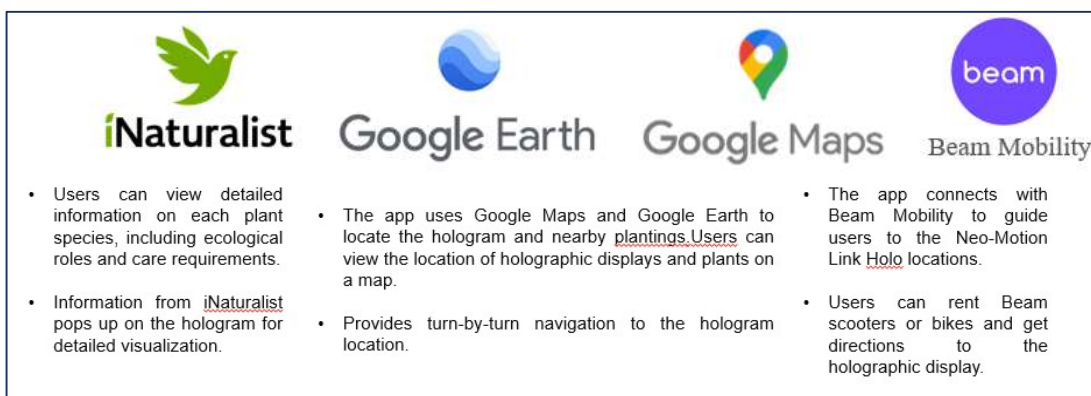 iNaturalist
Google Earth
Google Maps
beam
Beam Mobility
• Users can view detailed
information on each plant
species, including ecological
roles and care requirements.
• Information from iNaturalist
pops up on the hologram for
detailed visualization.
• The app uses Google Maps and Google Earth to
locate the hologram and nearby plantings.Users can
view the location of holographic displays and plants on
a map.
• Provides turn-by-turn navigation to the hologram
location.
• The app connects with
Beam Mobility to guide
users to the Neo-Motion
Link Holo locations.
• Users can rent Beam
scooters or bikes and get
directions to the
holographic display.